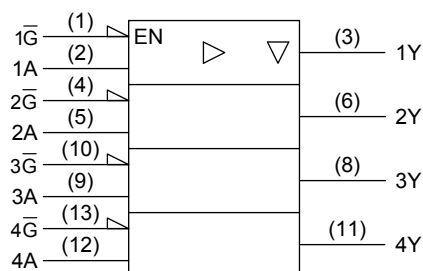 1G̅ (1) EN
1A (2) (3) 1Y
2G̅ (4)
2A (5) (6) 2Y
3G̅ (10)
3A (9) (8) 3Y
4G̅ (13)
4A (12) (11) 4Y